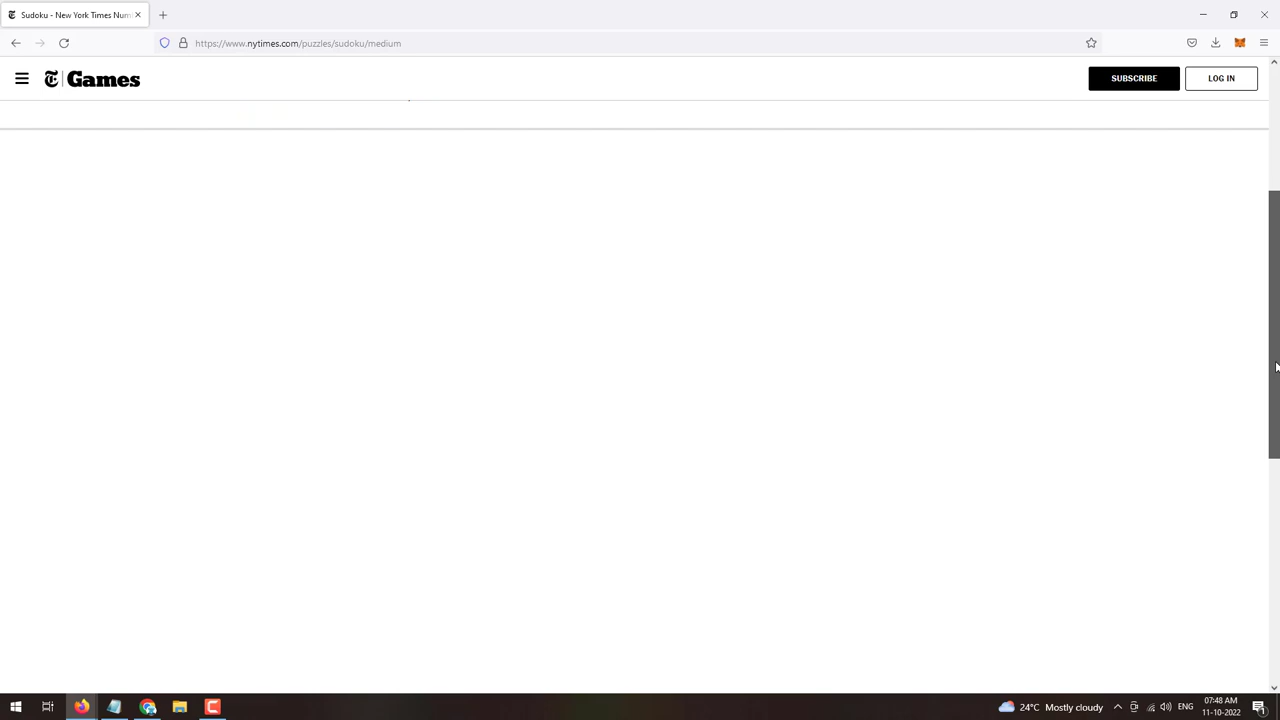 Sudoku - New York Times Num
https://www.nytimes.com/puzzles/sudoku/medium
T Games
SUBSCRIBE
LOG IN
24°C Mostly cloudy
ENG
07:48 AM
11-10-2022
1